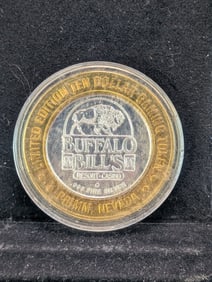 LIMITED EDITION TEN DOLLAR GAMING TOKEN
BUFFALO
BILL'S
RESORT-CASINO
.999 FINE SILVER
PRIMM, NEVADA